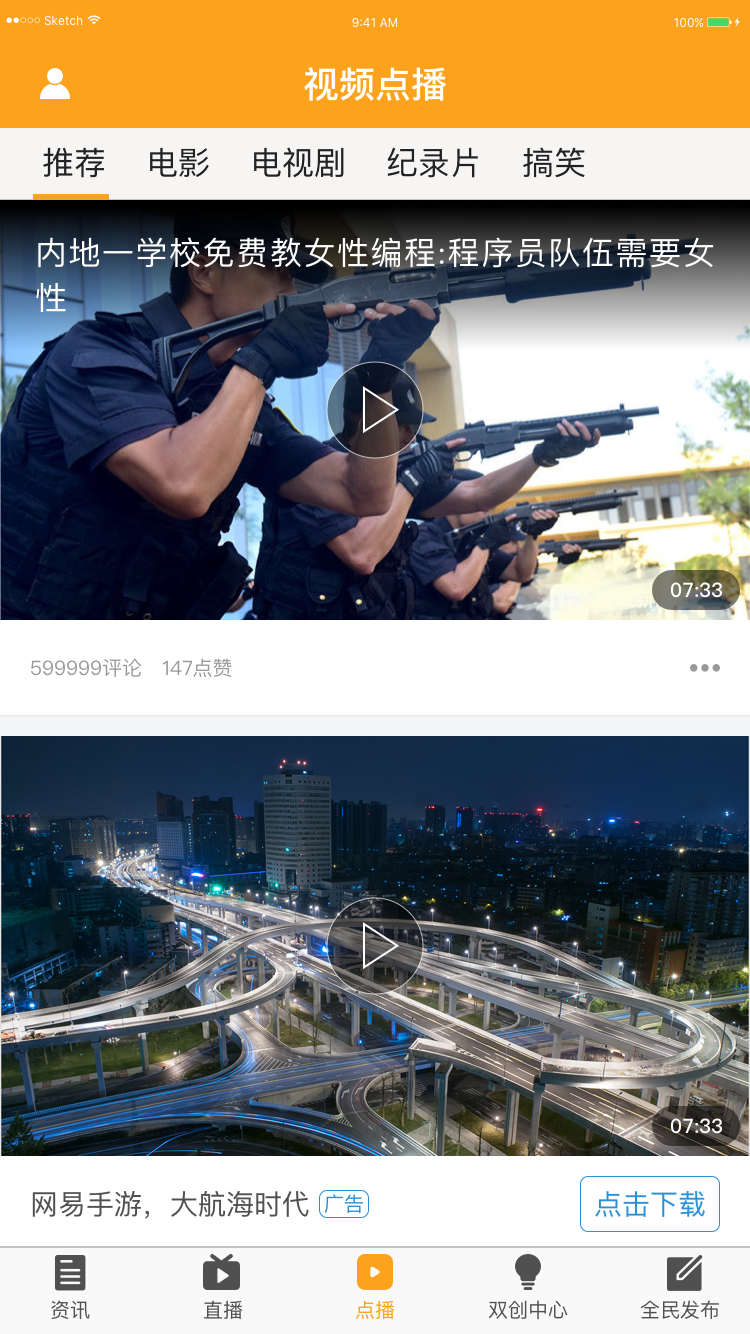 Sketch 9:41 AM 100%
视频点播
推荐 电影 电视剧 纪录片 搞笑
内地一学校免费教女性编程:程序员队伍需要女
性
07:33
599999评论 147点赞
07:33
网易手游，大航海时代 广告 点击下载
资讯 直播 点播 双创中心 全民发布